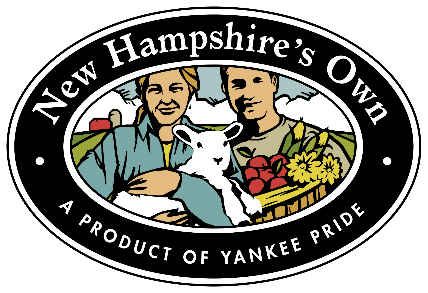 New Hampshire's Own
A PRODUCT OF YANKEE PRIDE